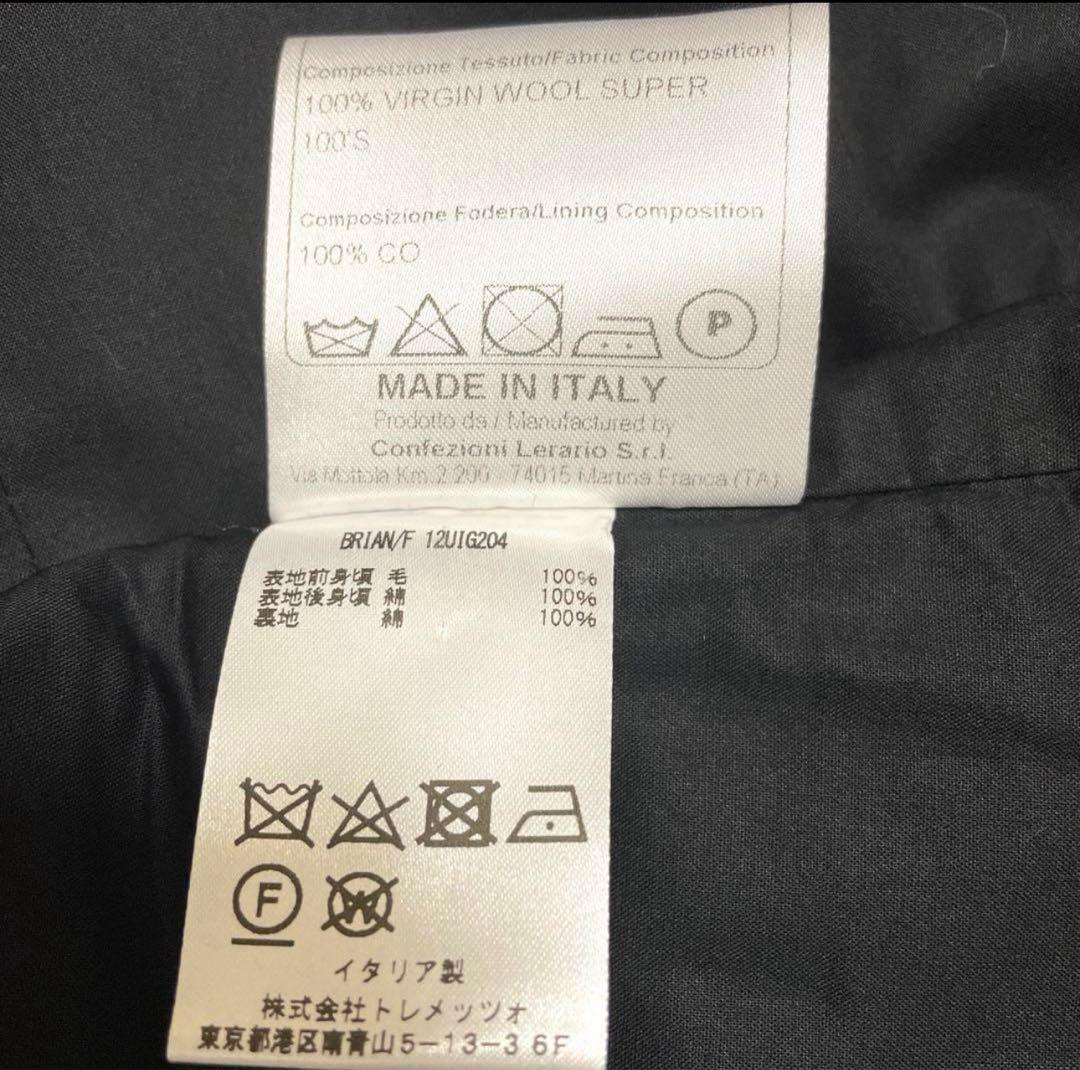 Composizione Tessuto/Fabric Composition
100% VIRGIN WOOL SUPER
100'S
Composizione Fodera/Lining Composition
100% CO
P
MADE IN ITALY
Prodotto da / Manufactured by
Confezioni Lerario S.r.l.
Via Mottola Km.2.200 - 74015 Martina Franca (TA)
BRIAN/F 12UIG204
表地前身頃 毛 100%
表地後身頃 綿 100%
裏地 綿 100%
F W
イタリア製
株式会社トレメッツォ
東京都港区南青山5-13-3 6F